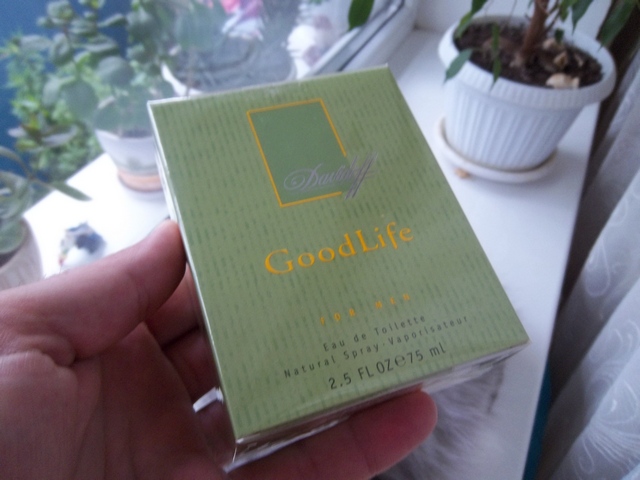 Davidoff
GoodLife
FOR MEN
Eau de Toilette
Natural Spray-Vaporisateur
2.5 FL OZ e 75 mL